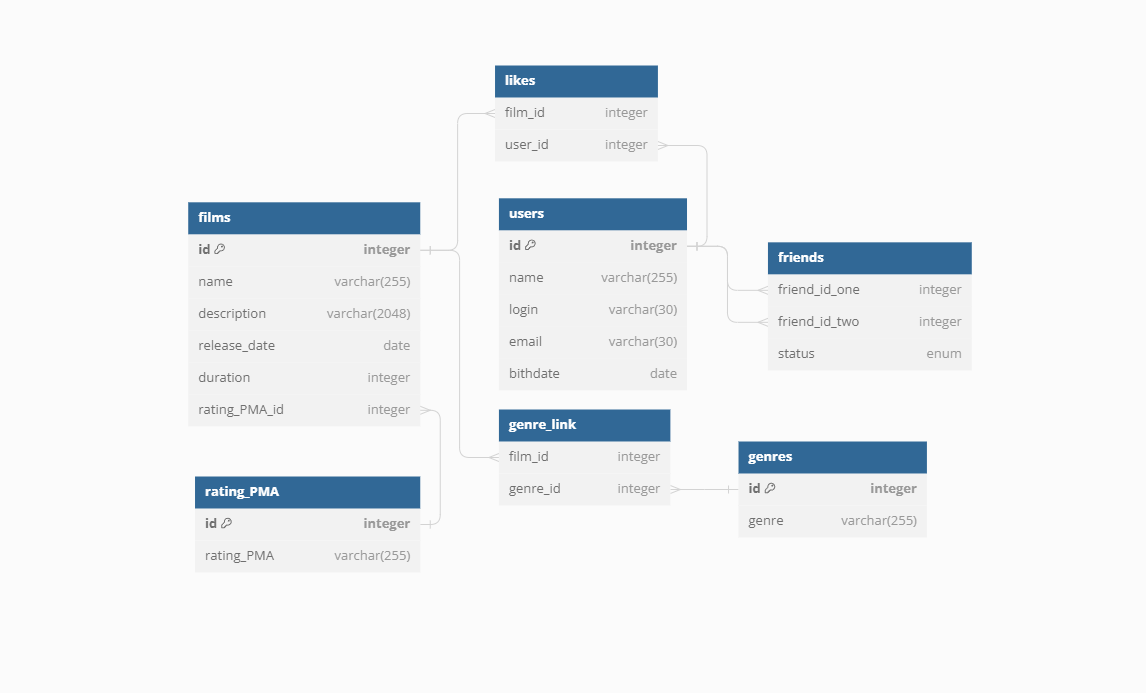 likes
film_id integer
user_id integer
films
id integer
name varchar(255)
description varchar(2048)
release_date date
duration integer
rating_PMA_id integer
users
id integer
name varchar(255)
login varchar(30)
email varchar(30)
bithdate date
friends
friend_id_one integer
friend_id_two integer
status enum
genre_link
film_id integer
genre_id integer
genres
id integer
genre varchar(255)
rating_PMA
id integer
rating_PMA varchar(255)